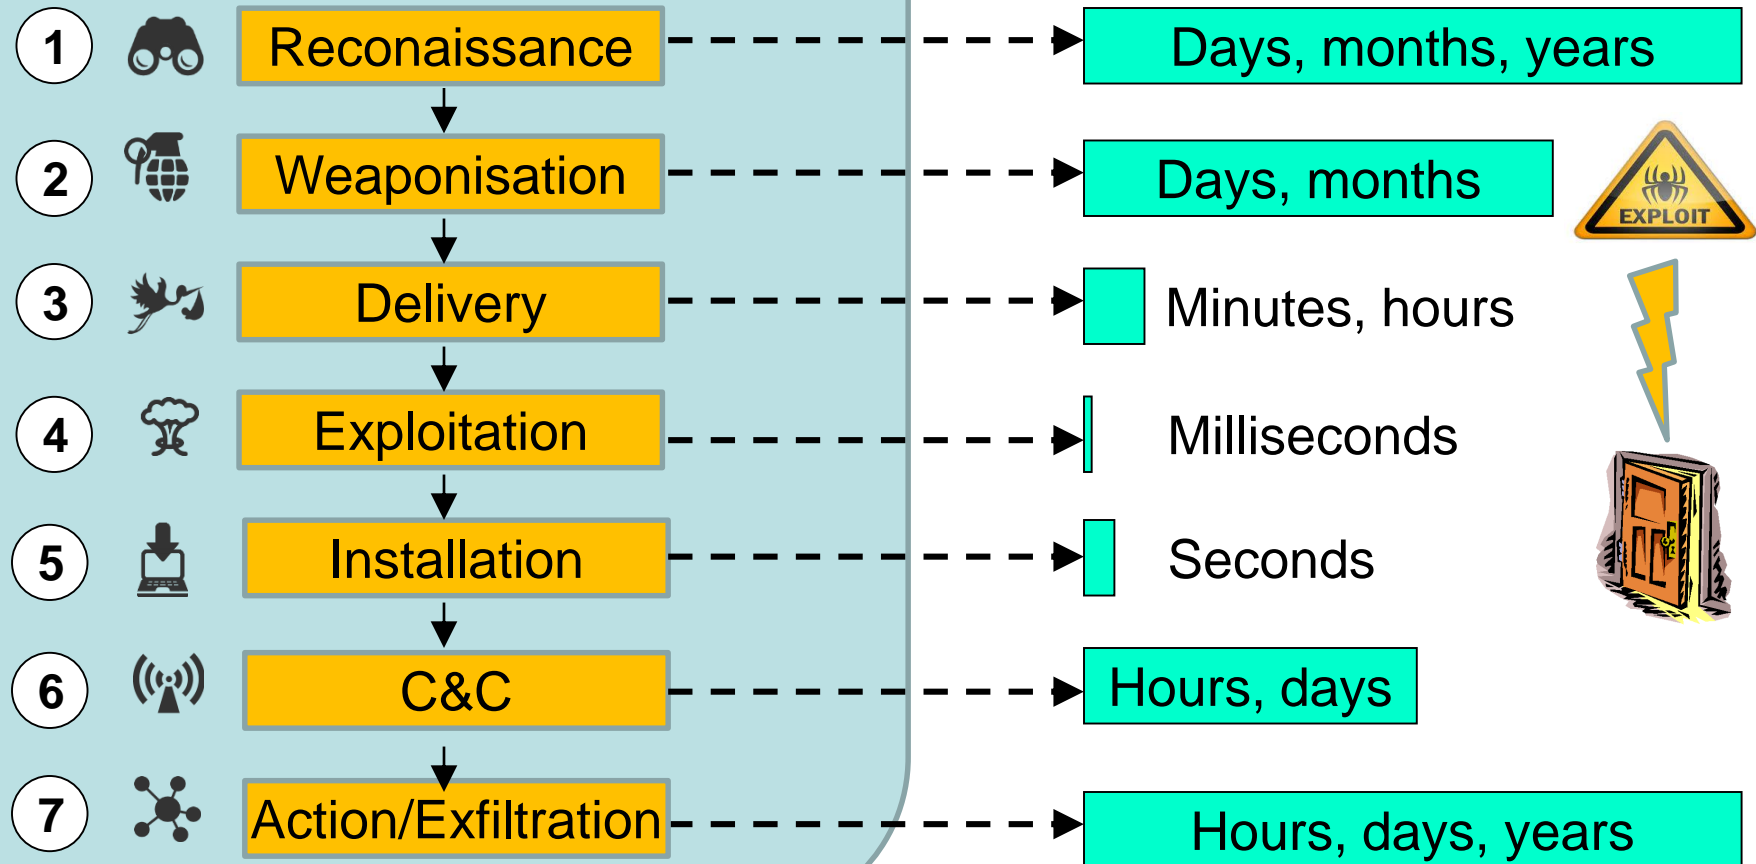 1
Reconaissance
Days, months, years
2
Weaponisation
Days, months
EXPLOIT
3
Delivery
Minutes, hours
4
Exploitation
Milliseconds
5
Installation
Seconds
6
C&C
Hours, days
7
Action/Exfiltration
Hours, days, years